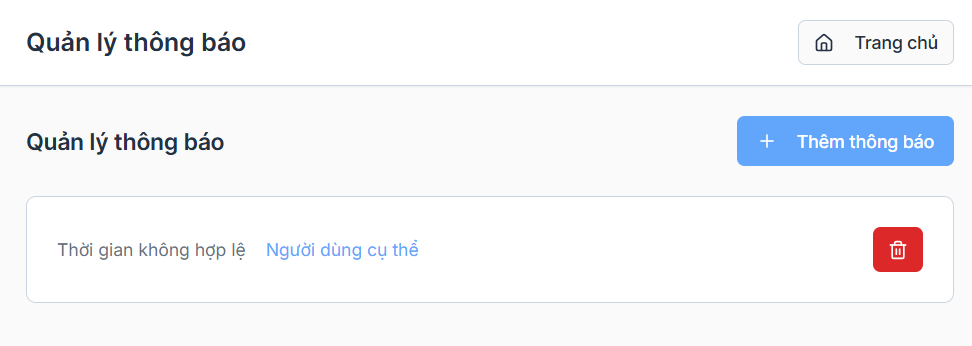 Quản lý thông báo
Trang chủ
Quản lý thông báo
Thêm thông báo
Thời gian không hợp lệ Người dùng cụ thể